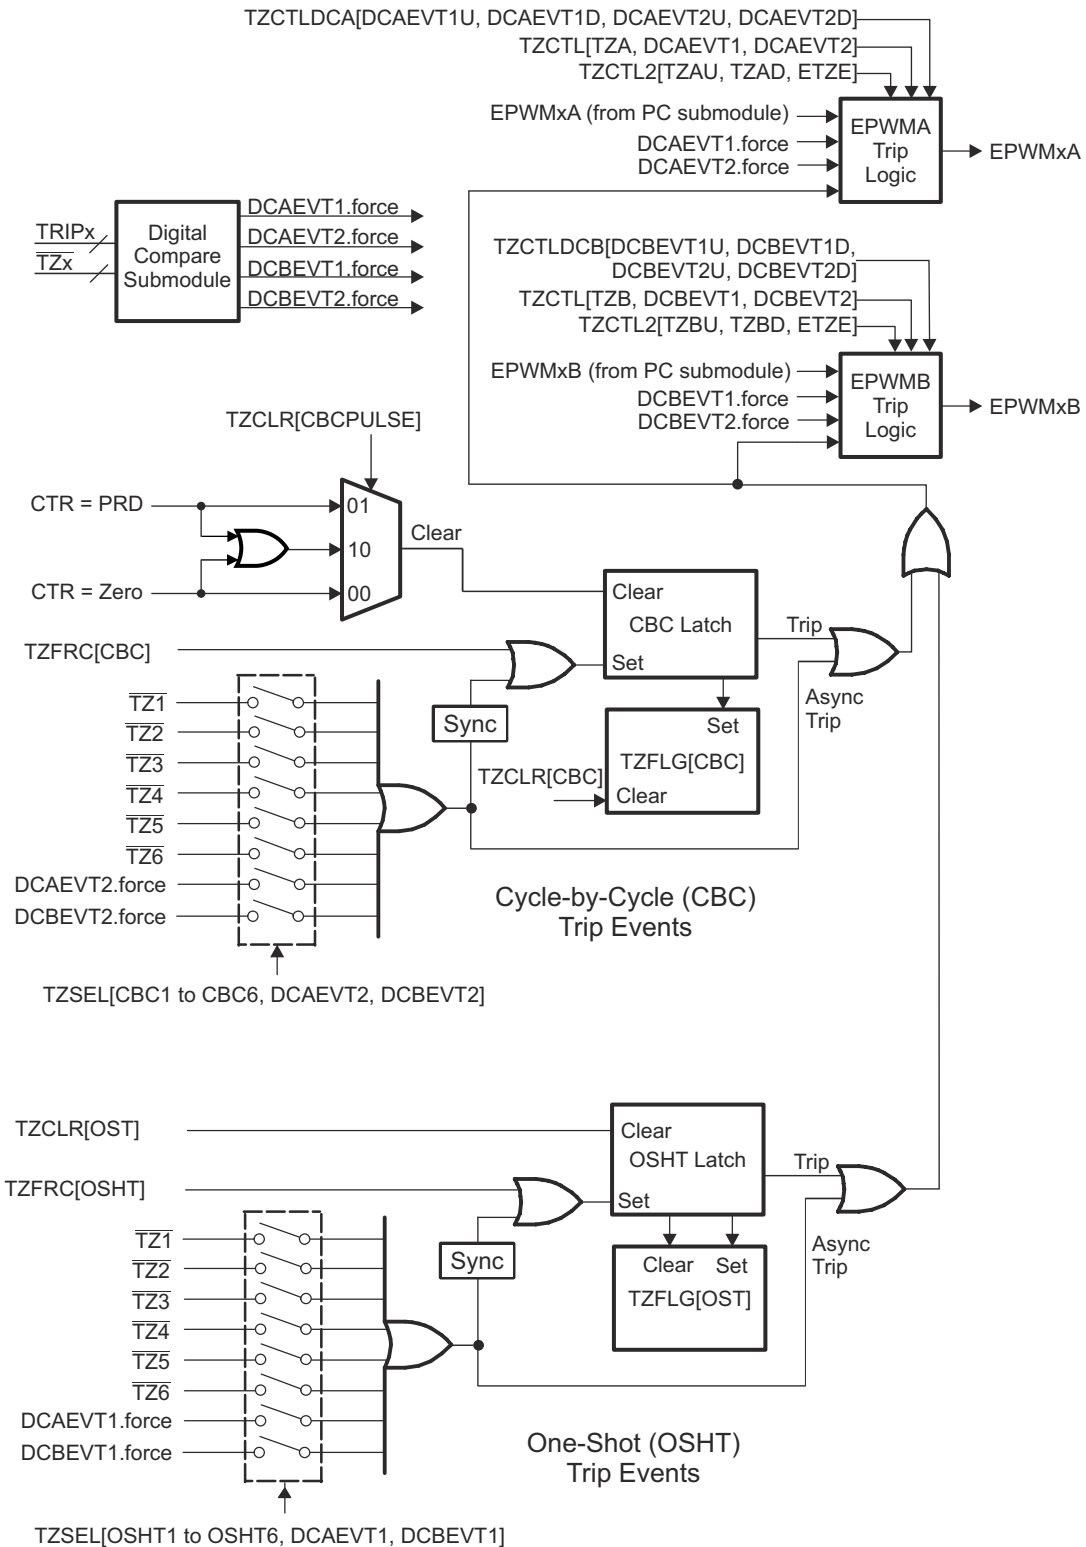 TZCTLDCA[DCAEVT1U, DCAEVT1D, DCAEVT2U, DCAEVT2D]
TZCTL[TZA, DCAEVT1, DCAEVT2]
TZCTL2[TZAU, TZAD, ETZE]
EPWMxA (from PC submodule)
DCAEVT1.force
DCAEVT2.force
EPWMA
Trip
Logic
EPWMxA
TRIPx
TZx
Digital
Compare
Submodule
DCAEVT1.force
DCAEVT2.force
DCBEVT1.force
DCBEVT2.force
TZCTLDCB[DCBEVT1U, DCBEVT1D,
DCBEVT2U, DCBEVT2D]
TZCTL[TZB, DCBEVT1, DCBEVT2]
TZCTL2[TZBU, TZBD, ETZE]
EPWMxB (from PC submodule)
DCBEVT1.force
DCBEVT2.force
EPWMB
Trip
Logic
EPWMxB
TZCLR[CBCPULSE]
CTR = PRD
CTR = Zero
01
10
00
Clear
Clear
CBC Latch
Set
Trip
TZFRC[CBC]
TZ1
TZ2
TZ3
TZ4
TZ5
TZ6
DCAEVT2.force
DCBEVT2.force
Sync
Set
TZFLG[CBC]
Clear
TZCLR[CBC]
Async
Trip
Cycle-by-Cycle (CBC)
Trip Events
TZSEL[CBC1 to CBC6, DCAEVT2, DCBEVT2]
TZCLR[OST]
TZFRC[OSHT]
Clear
OSHT Latch
Set
Trip
TZ1
TZ2
TZ3
TZ4
TZ5
TZ6
DCAEVT1.force
DCBEVT1.force
Sync
Clear Set
TZFLG[OST]
Async
Trip
One-Shot (OSHT)
Trip Events
TZSEL[OSHT1 to OSHT6, DCAEVT1, DCBEVT1]